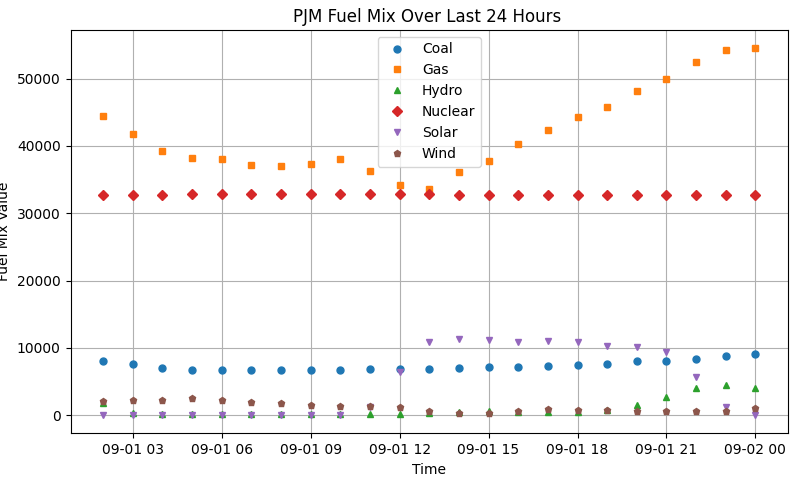 PJM Fuel Mix Over Last 24 Hours
Coal
Gas
Hydro
Nuclear
Solar
Wind
50000
40000
30000
20000
10000
0
Fuel Mix Value
09-01 03 09-01 06 09-01 09 09-01 12 09-01 15 09-01 18 09-01 21 09-02 00
Time